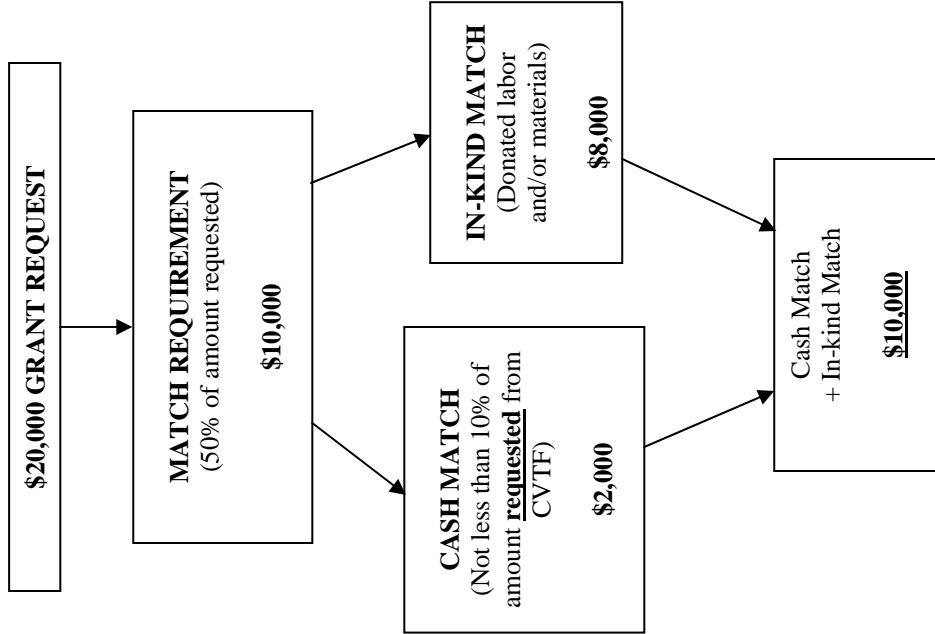 $20,000 GRANT REQUEST
MATCH REQUIREMENT
(50% of amount requested)
$10,000
CASH MATCH
(Not less than 10% of
amount requested from
CVTF)
$2,000
IN-KIND MATCH
(Donated labor
and/or materials)
$8,000
Cash Match
+ In-kind Match
$10,000